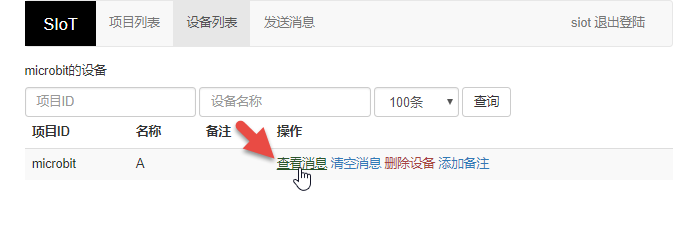 SIoT 项目列表 设备列表 发送消息 siot 退出登陆
microbit的设备
项目ID 设备名称 100条 查询
项目ID 名称 备注 操作
microbit A 查看消息 清空消息 删除设备 添加备注